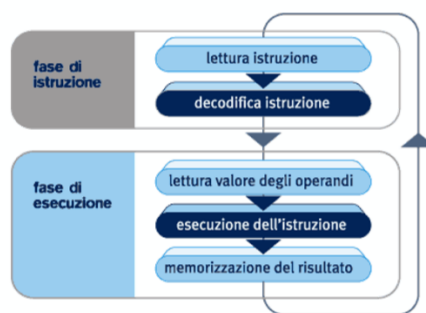 fase di
istruzione
lettura istruzione
decodifica istruzione
fase di
esecuzione
lettura valore degli operandi
esecuzione dell'istruzione
memorizzazione del risultato